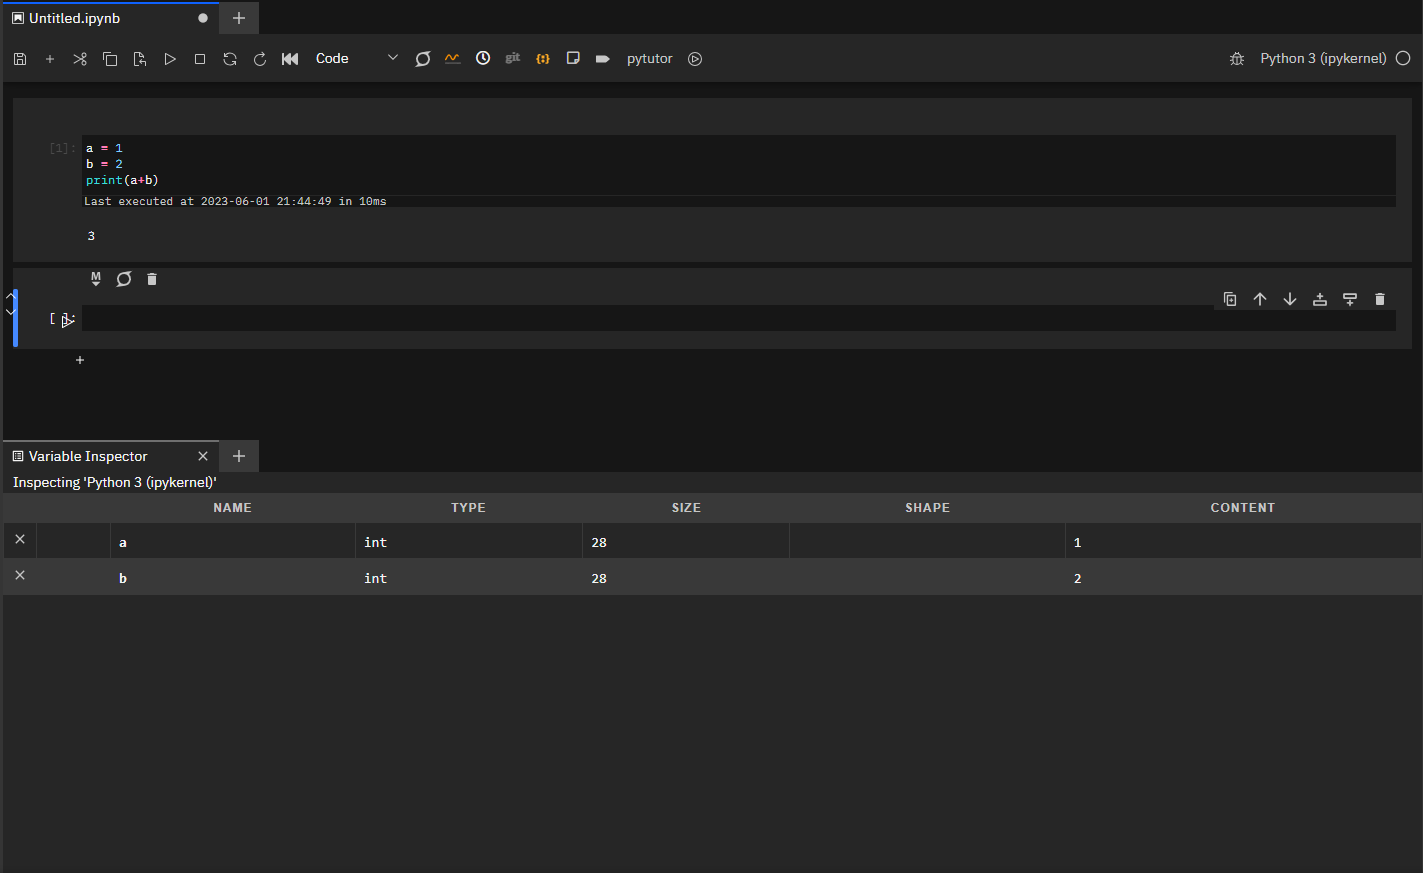 Untitled.ipynb
Code git {:} pytutor Python 3 (ipykernel)
[1]: a = 1
b = 2
print(a+b)
Last executed at 2023-06-01 21:44:49 in 10ms
3
M
[ ]:
Variable Inspector
Inspecting 'Python 3 (ipykernel)'
NAME TYPE SIZE SHAPE CONTENT
a int 28 1
b int 28 2